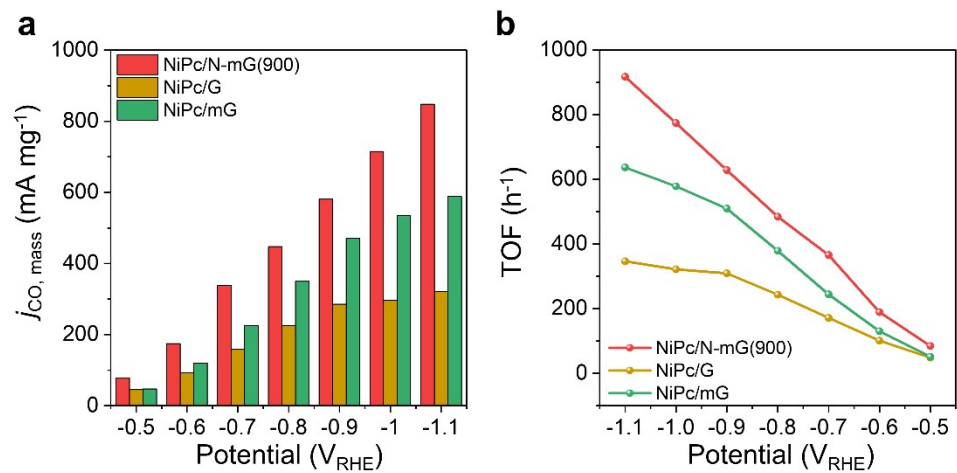 a
1000
800
600
400
200
0
j_CO, mass (mA mg⁻¹)
NiPc/N-mG(900)
NiPc/G
NiPc/mG
-0.5 -0.6 -0.7 -0.8 -0.9 -1 -1.1
Potential (V_RHE)
b
1000
800
600
400
200
0
TOF (h⁻¹)
NiPc/N-mG(900)
NiPc/G
NiPc/mG
-1.1 -1.0 -0.9 -0.8 -0.7 -0.6 -0.5
Potential (V_RHE)